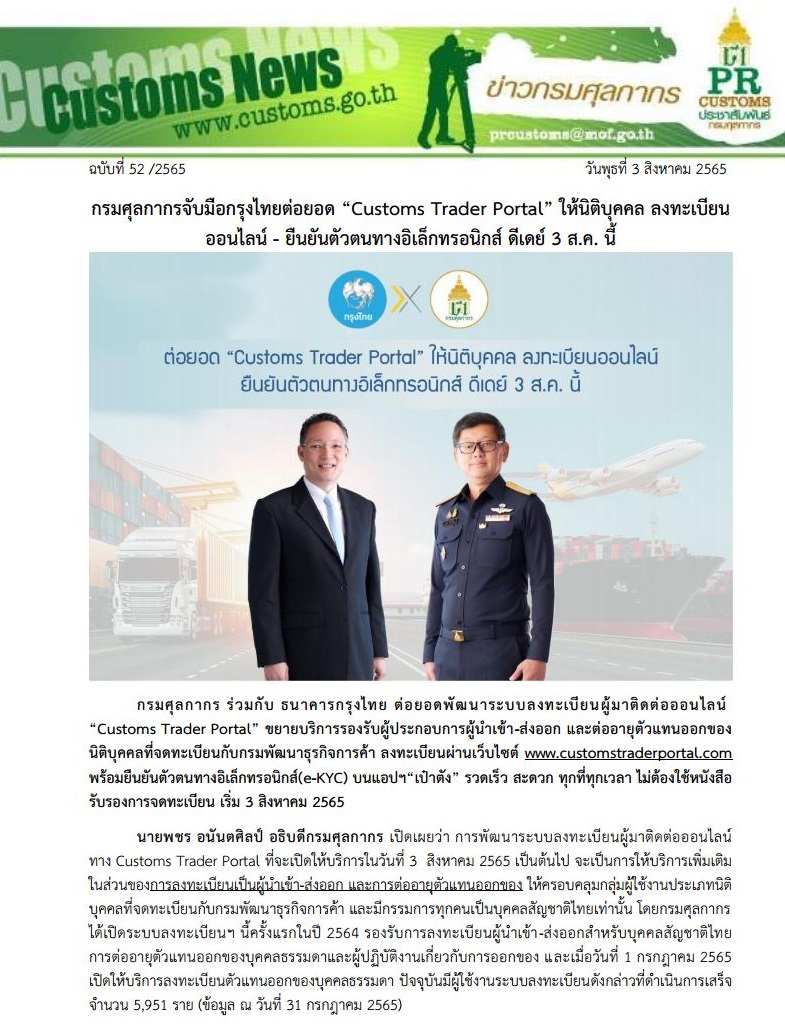 Customs News
Customs News
www.customs.go.th
ข่าวกรมศุลกากร
prcustoms@mof.go.th
PR
CUSTOMS
ประชาสัมพันธ์
กรมศุลกากร
ฉบับที่ 52 /2565 วันพุธที่ 3 สิงหาคม 2565
กรมศุลกากรจับมือกรุงไทยต่อยอด “Customs Trader Portal” ให้นิติบุคคล ลงทะเบียน
ออนไลน์ - ยืนยันตัวตนทางอิเล็กทรอนิกส์ ดีเดย์ 3 ส.ค. นี้
กรุงไทย
กรมศุลกากร
ต่อยอด “Customs Trader Portal” ให้นิติบุคคล ลงทะเบียนออนไลน์
ยืนยันตัวตนทางอิเล็กทรอนิกส์ ดีเดย์ 3 ส.ค. นี้
กรมศุลกากร ร่วมกับ ธนาคารกรุงไทย ต่อยอดพัฒนาระบบลงทะเบียนผู้มาติดต่อออนไลน์
“Customs Trader Portal” ขยายบริการรองรับผู้ประกอบการผู้นำเข้า-ส่งออก และต่ออายุตัวแทนออกของ
นิติบุคคลที่จดทะเบียนกับกรมพัฒนาธุรกิจการค้า ลงทะเบียนผ่านเว็บไซต์ www.customstraderportal.com
พร้อมยืนยันตัวตนทางอิเล็กทรอนิกส์(e-KYC) บนแอปฯ“เป๋าตัง” รวดเร็ว สะดวก ทุกที่ทุกเวลา ไม่ต้องใช้หนังสือ
รับรองการจดทะเบียน เริ่ม 3 สิงหาคม 2565
นายพชร อนันตศิลป์ อธิบดีกรมศุลกากร เปิดเผยว่า การพัฒนาระบบลงทะเบียนผู้มาติดต่อออนไลน์
ทาง Customs Trader Portal ที่จะเปิดให้บริการในวันที่ 3 สิงหาคม 2565 เป็นต้นไป จะเป็นการให้บริการเพิ่มเติม
ในส่วนของการลงทะเบียนเป็นผู้นำเข้า-ส่งออก และการต่ออายุตัวแทนออกของ ให้ครอบคลุมกลุ่มผู้ใช้งานประเภทนิติ
บุคคลที่จดทะเบียนกับกรมพัฒนาธุรกิจการค้า และมีกรรมการทุกคนเป็นบุคคลสัญชาติไทยเท่านั้น โดยกรมศุลกากร
ได้เปิดระบบลงทะเบียนฯ นี้ครั้งแรกในปี 2564 รองรับการลงทะเบียนผู้นำเข้า-ส่งออกสำหรับบุคคลสัญชาติไทย
การต่ออายุตัวแทนออกของบุคคลธรรมดาและผู้ปฏิบัติงานเกี่ยวกับการออกของ และเมื่อวันที่ 1 กรกฎาคม 2565
เปิดให้บริการลงทะเบียนตัวแทนออกของบุคคลธรรมดา ปัจจุบันมีผู้ใช้งานระบบลงทะเบียนดังกล่าวที่ดำเนินการเสร็จ
จำนวน 5,951 ราย (ข้อมูล ณ วันที่ 31 กรกฎาคม 2565)